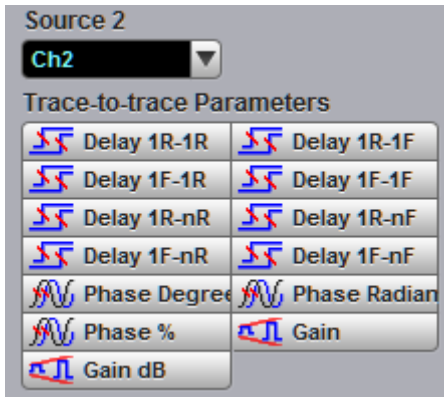 Source 2
Ch2
Trace-to-trace Parameters
Delay 1R-1R Delay 1R-1F
Delay 1F-1R Delay 1F-1F
Delay 1R-nR Delay 1R-nF
Delay 1F-nR Delay 1F-nF
Phase Degree Phase Radian
Phase % Gain
Gain dB